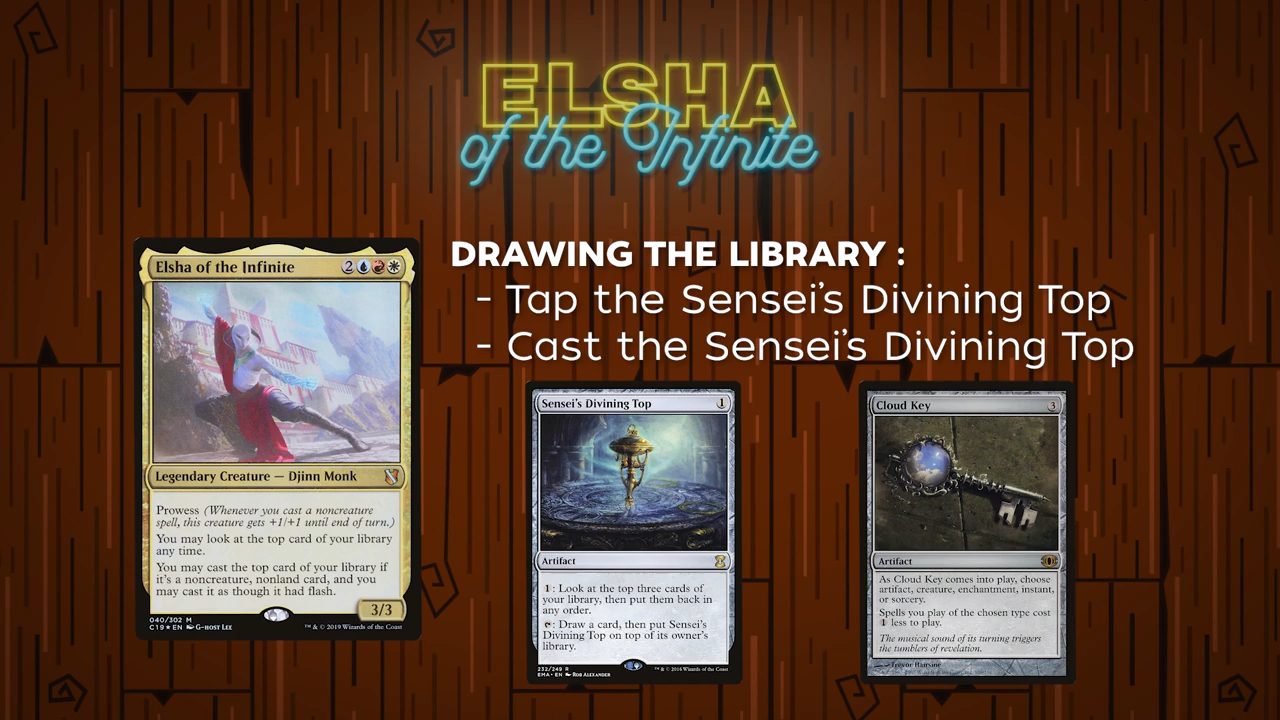 ELSHA
of the Infinite
DRAWING THE LIBRARY :
- Tap the Sensei's Divining Top
- Cast the Sensei's Divining Top
Elsha of the Infinite 2
Legendary Creature — Djinn Monk
Prowess (Whenever you cast a noncreature
spell, this creature gets +1/+1 until end of turn.)
You may look at the top card of your library
any time.
You may cast the top card of your library if
it's a noncreature, nonland card, and you
may cast it as though it had flash.
3/3
040/302 M
C19 ★ EN G-host Lee
™ & © 2019 Wizards of the Coast
Sensei's Divining Top 1
Artifact
1: Look at the top three cards of
your library, then put them back in
any order.
: Draw a card, then put Sensei's
Divining Top on top of its owner's
library.
232/249 R
EMA • EN Rob Alexander
™ & © 2016 Wizards of the Coast
Cloud Key 3
Artifact
As Cloud Key comes into play, choose
artifact, creature, enchantment, instant,
or sorcery.
Spells you play of the chosen type cost
1 less to play.
The musical sound of its turning triggers
the tumblers of revelation.
Trevor Hairsine